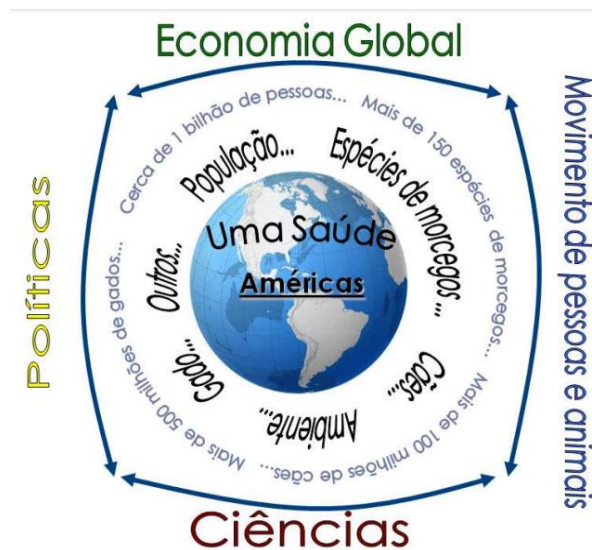 Economia Global
Movimento de pessoas e animais
Ciências
Políticas
Cerca de 1 bilhão de pessoas...
Mais de 150 espécies de morcegos...
Mais de 100 milhões de cães...
Mais de 500 milhões de gados...
População...
Espécies de morcegos...
Cães...
Ambiente...
Gado...
Outros...
Uma Saúde
Américas